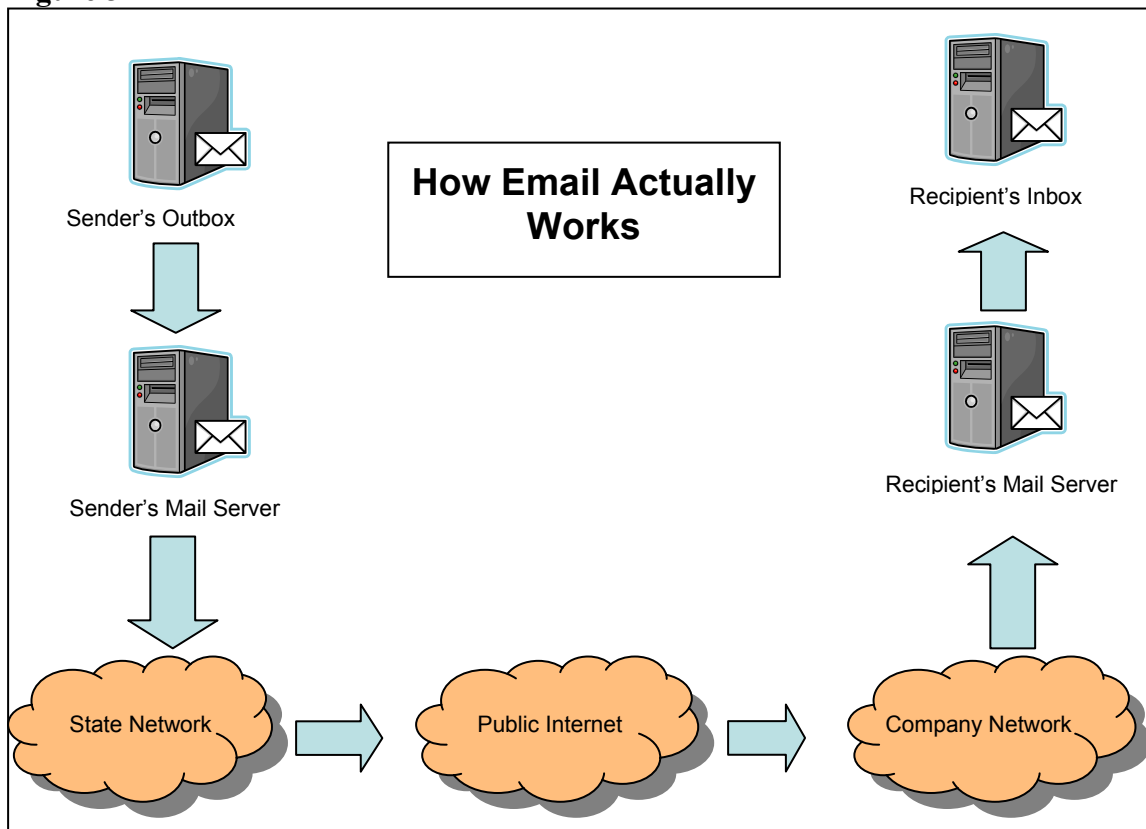 How Email Actually
Works
Sender's Outbox
Sender's Mail Server
State Network
Public Internet
Company Network
Recipient's Mail Server
Recipient's Inbox